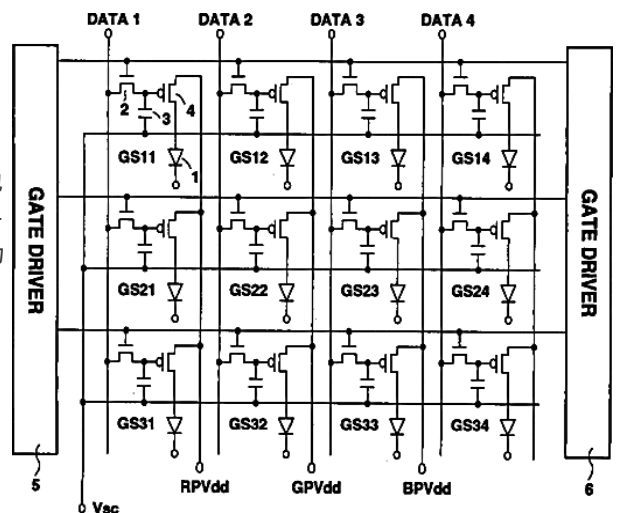 DATA 1 DATA 2 DATA 3 DATA 4
2 3 4
GS11 1 GS12 GS13 GS14
GATE DRIVER
GATE DRIVER
GS21 GS22 GS23 GS24
GS31 GS32 GS33 GS34
5 RPVdd GPVdd BPVdd 6
Vsc